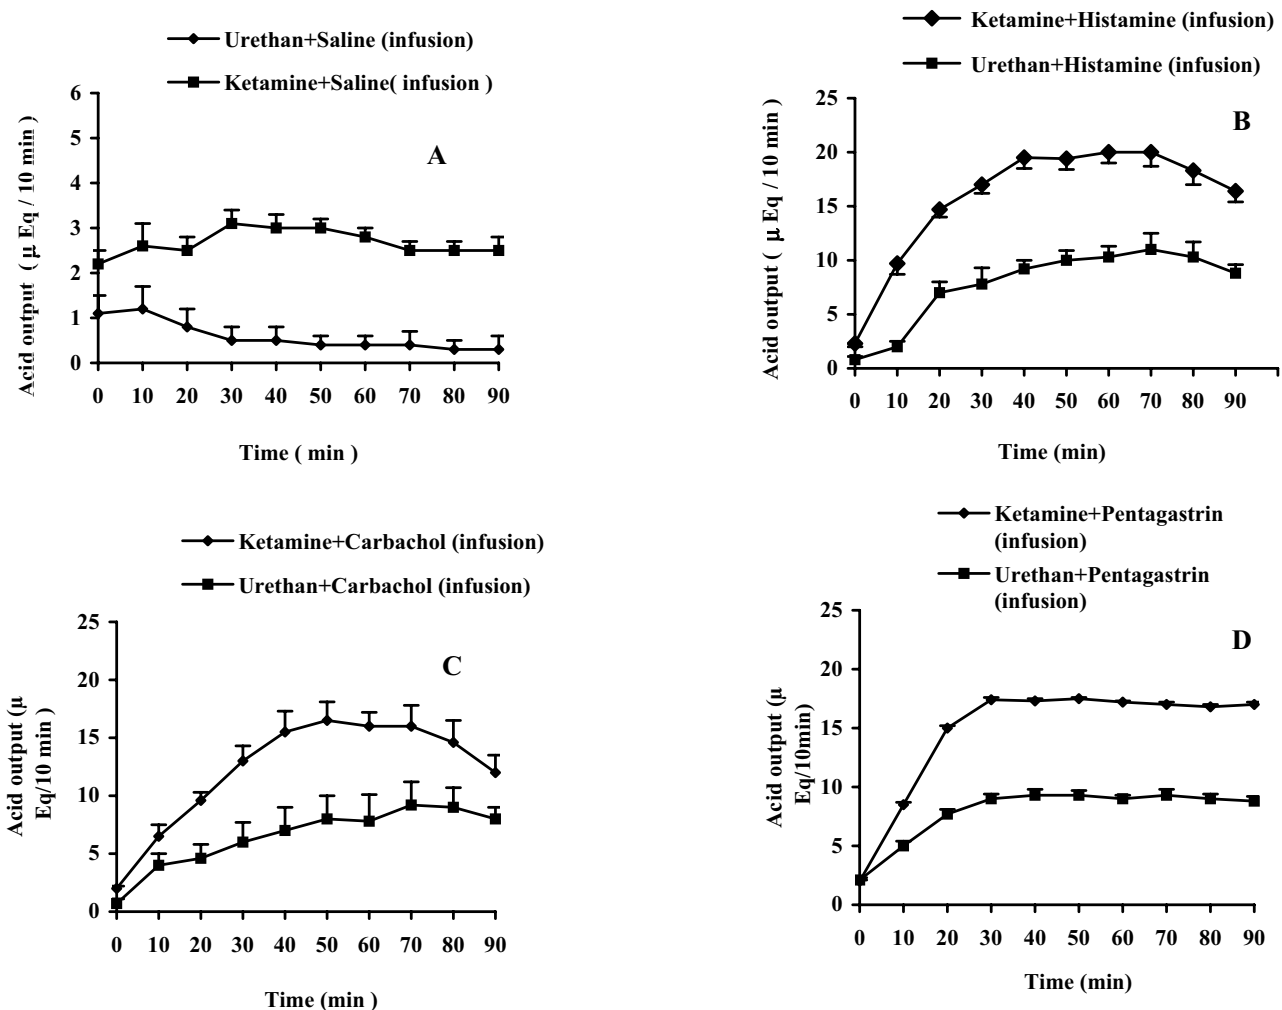 Urethan+Saline (infusion)
Ketamine+Saline( infusion )
A
Acid output ( µ Eq / 10 min )
6
5
4
3
2
1
0
0 10 20 30 40 50 60 70 80 90
Time ( min )
Ketamine+Histamine (infusion)
Urethan+Histamine (infusion)
B
Acid output ( µ Eq / 10 min )
25
20
15
10
5
0
0 10 20 30 40 50 60 70 80 90
Time (min)
Ketamine+Carbachol (infusion)
Urethan+Carbachol (infusion)
C
Acid output (µ
Eq/10 min )
25
20
15
10
5
0
0 10 20 30 40 50 60 70 80 90
Time (min )
Ketamine+Pentagastrin
(infusion)
Urethan+Pentagastrin
(infusion)
D
Acid output (µ
Eq/10min)
25
20
15
10
5
0
0 10 20 30 40 50 60 70 80 90
Time (min)